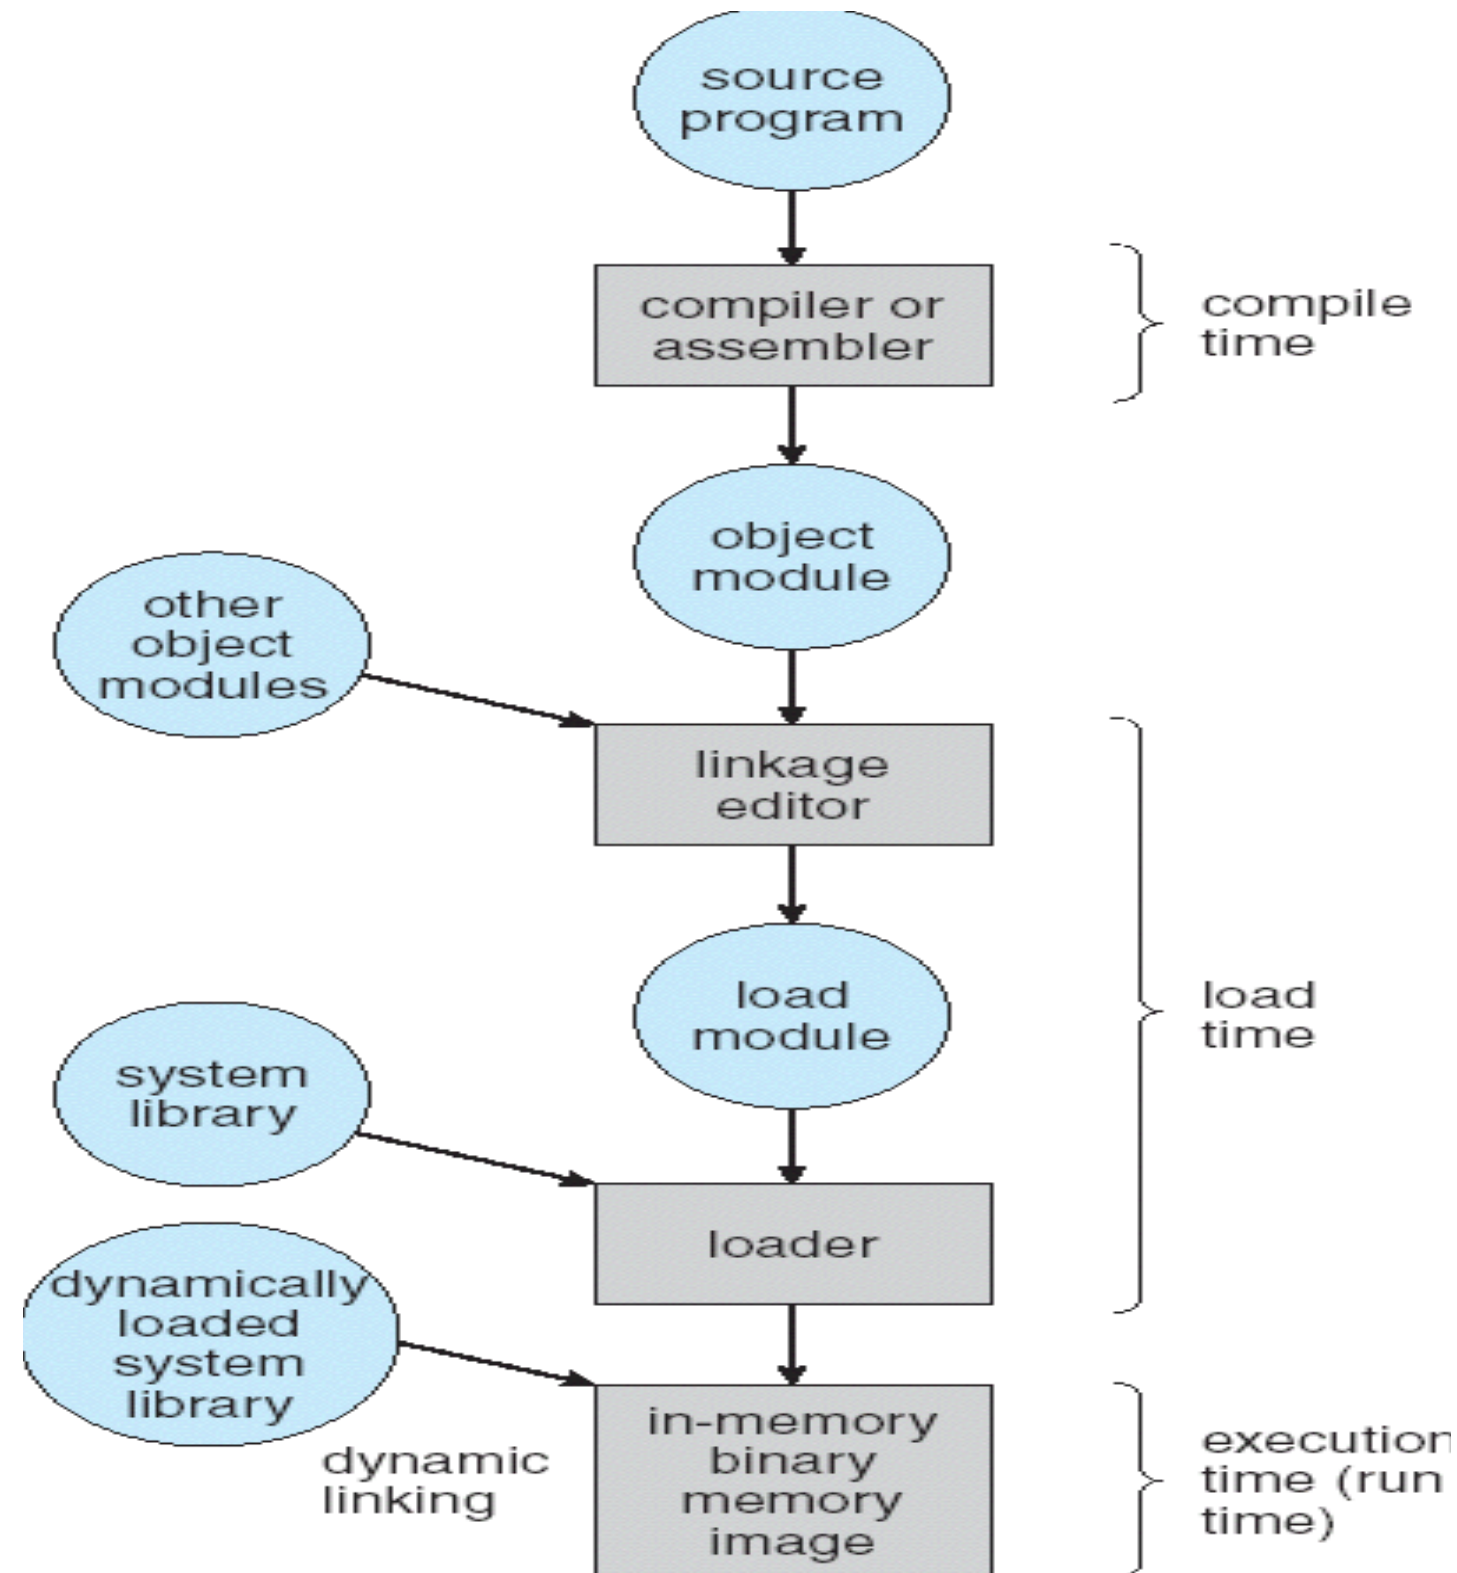 source
program
compiler or
assembler
compile
time
object
module
other
object
modules
linkage
editor
load
module
load
time
system
library
loader
dynamically
loaded
system
library
dynamic
linking
in-memory
binary
memory
image
execution
time (run
time)